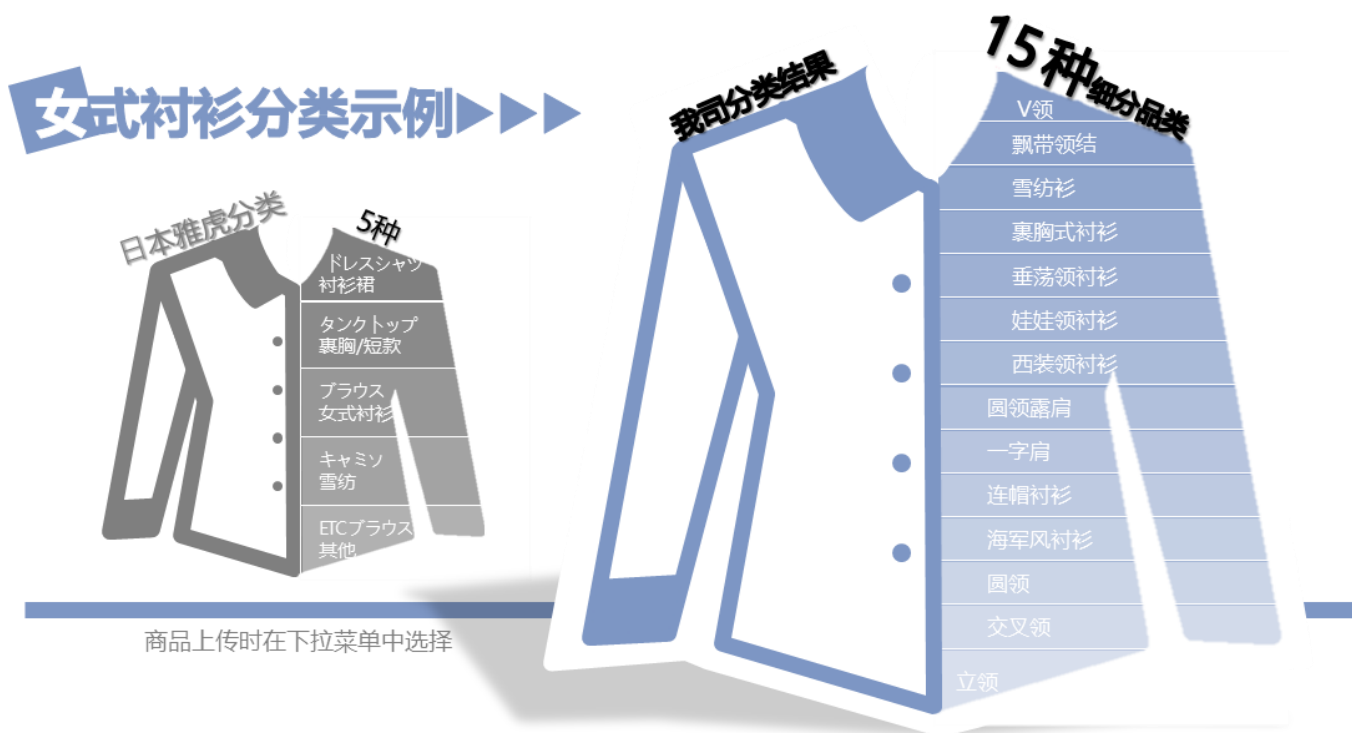 女式衬衫分类示例
日本雅虎分类
5种
ドレスシャツ
衬衫裙
タンクトップ
裹胸/短款
ブラウス
女式衬衫
キャミソ
雪纺
ETCブラウス
其他
商品上传时在下拉菜单中选择
我司分类结果
15种细分品类
V领
飘带领结
雪纺衫
裹胸式衬衫
垂荡领衬衫
娃娃领衬衫
西装领衬衫
圆领露肩
一字肩
连帽衬衫
海军风衬衫
圆领
交叉领
立领